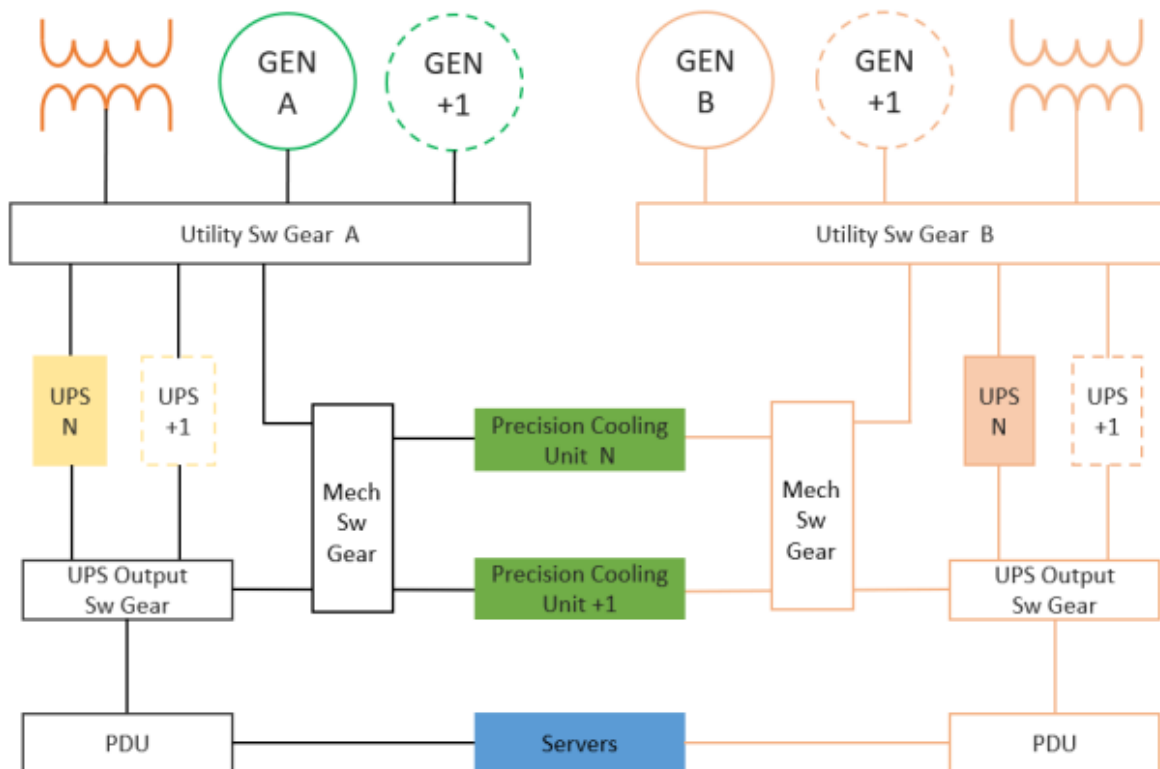 GEN
A
GEN
+1
GEN
B
GEN
+1
Utility Sw Gear A
Utility Sw Gear B
UPS
N
UPS
+1
Precision Cooling
Unit N
UPS
N
UPS
+1
Mech
Sw
Gear
Mech
Sw
Gear
UPS Output
Sw Gear
Precision Cooling
Unit +1
UPS Output
Sw Gear
PDU
Servers
PDU